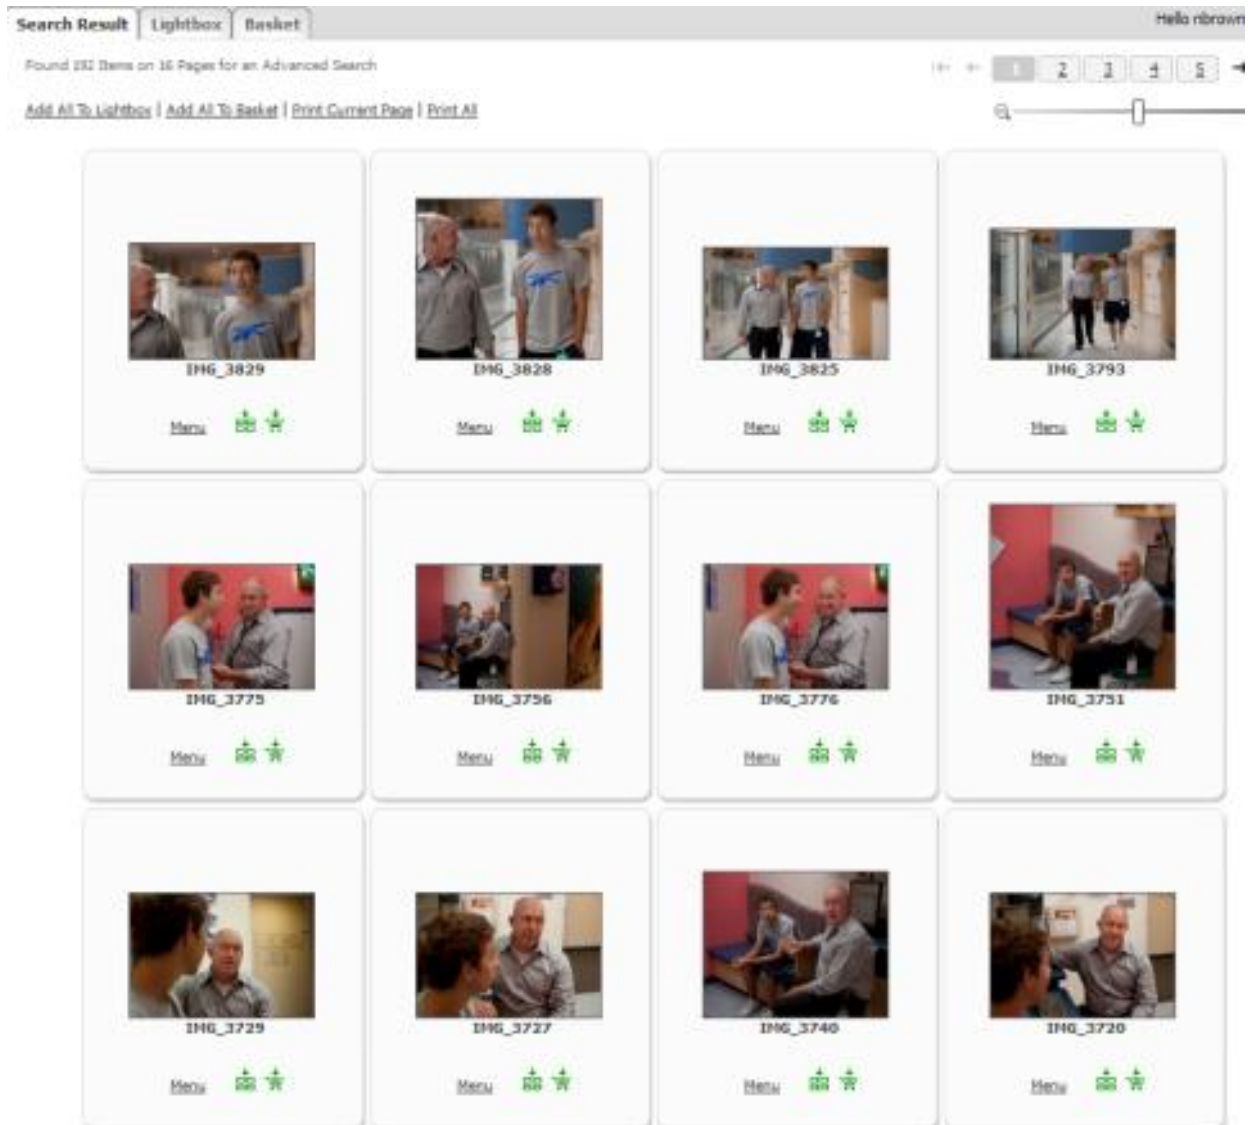 Search Result Lightbox Basket Hello nbrown
Found 192 Items on 16 Pages for an Advanced Search
1 2 3 4 5
Add All To Lightbox | Add All To Basket | Print Current Page | Print All
IMG_3829 IMG_3828 IMG_3825 IMG_3793
Menu Menu Menu Menu
IMG_3775 IMG_3756 IMG_3776 IMG_3751
Menu Menu Menu Menu
IMG_3729 IMG_3727 IMG_3740 IMG_3720
Menu Menu Menu Menu